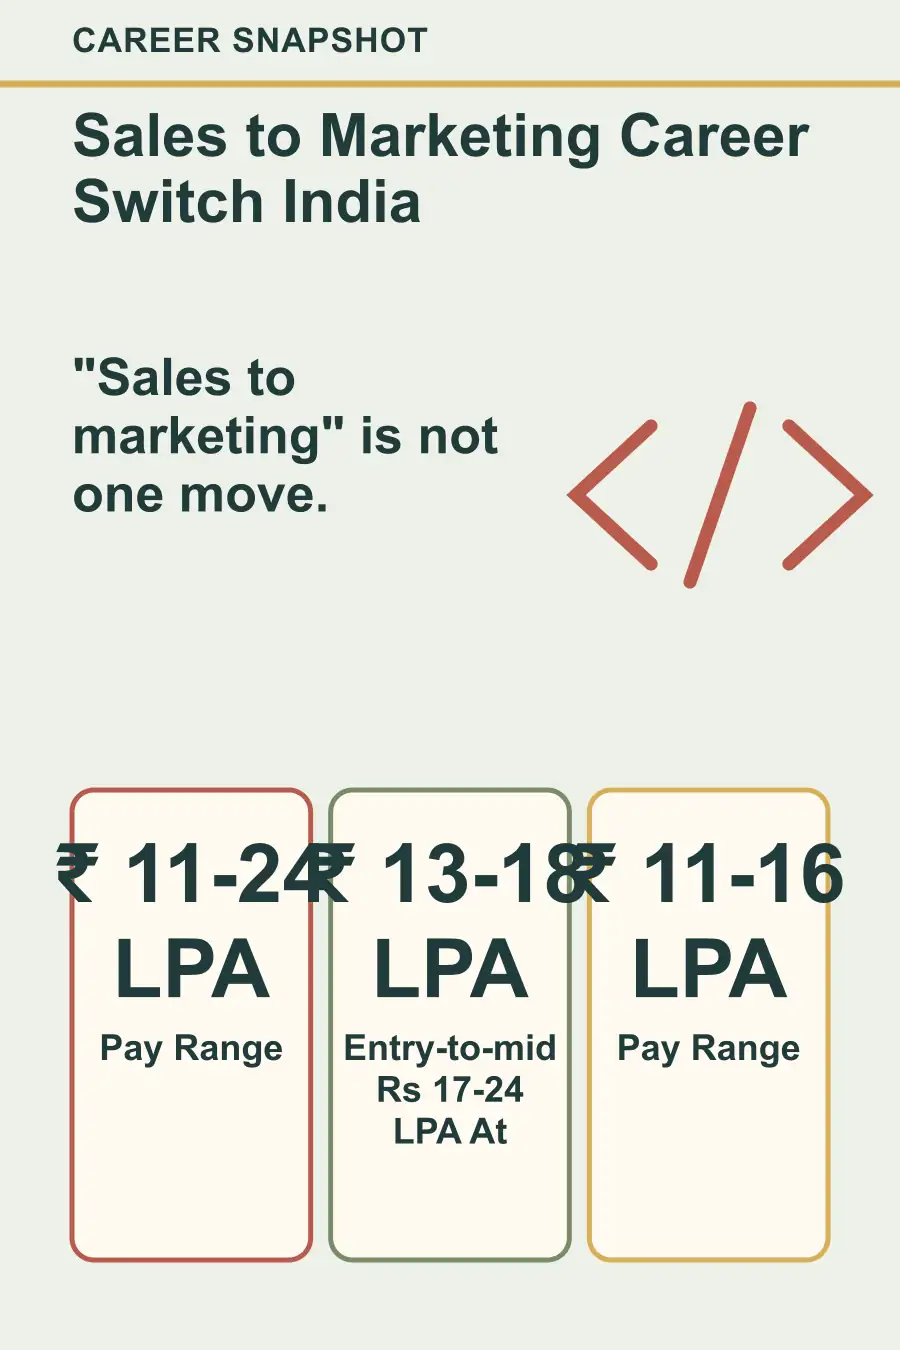 CAREER SNAPSHOT
Sales to Marketing Career
Switch India
"Sales to
marketing" is not
one move.
</>
₹ 11-24
LPA
Pay Range
₹ 13-18
LPA
Entry-to-mid
Rs 17-24
LPA At
₹ 11-16
LPA
Pay Range